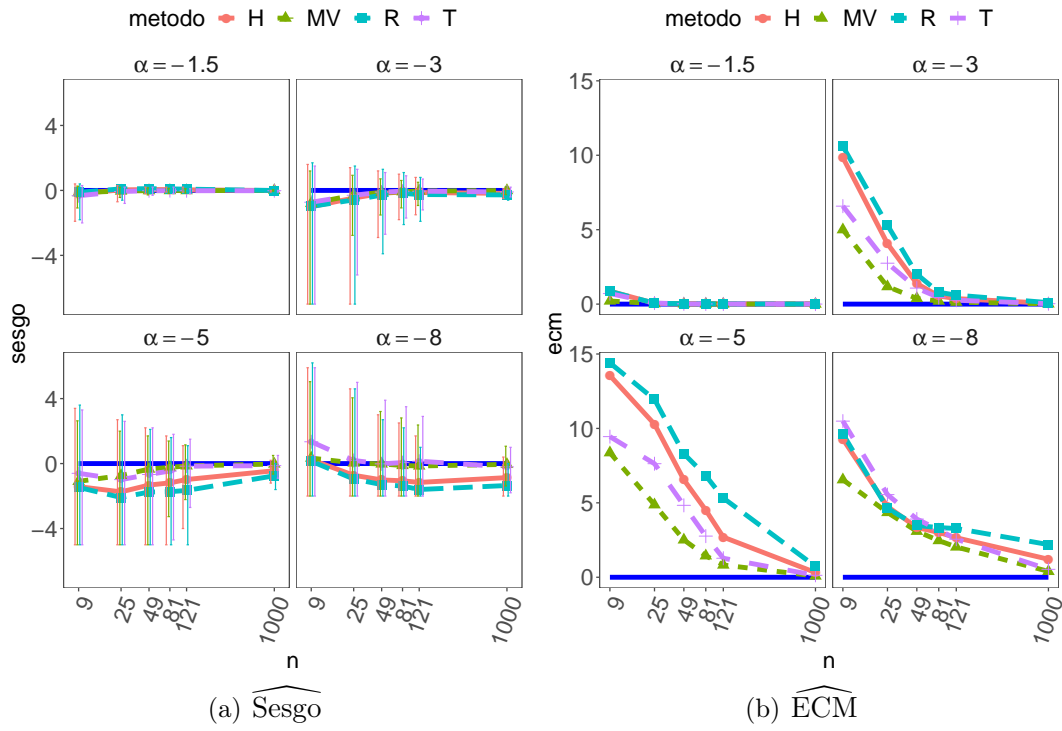 metodo H MV R T
α = −1.5 α = −3
4
0
−4
α = −5 α = −8
4
0
−4
sesgo
9 25 49 81 121 1000 9 25 49 81 121 1000
n
(a) Sesgo
metodo H MV R T
α = −1.5 α = −3
15
10
5
0
α = −5 α = −8
15
10
5
0
ecm
9 25 49 81 121 1000 9 25 49 81 121 1000
n
(b) ECM